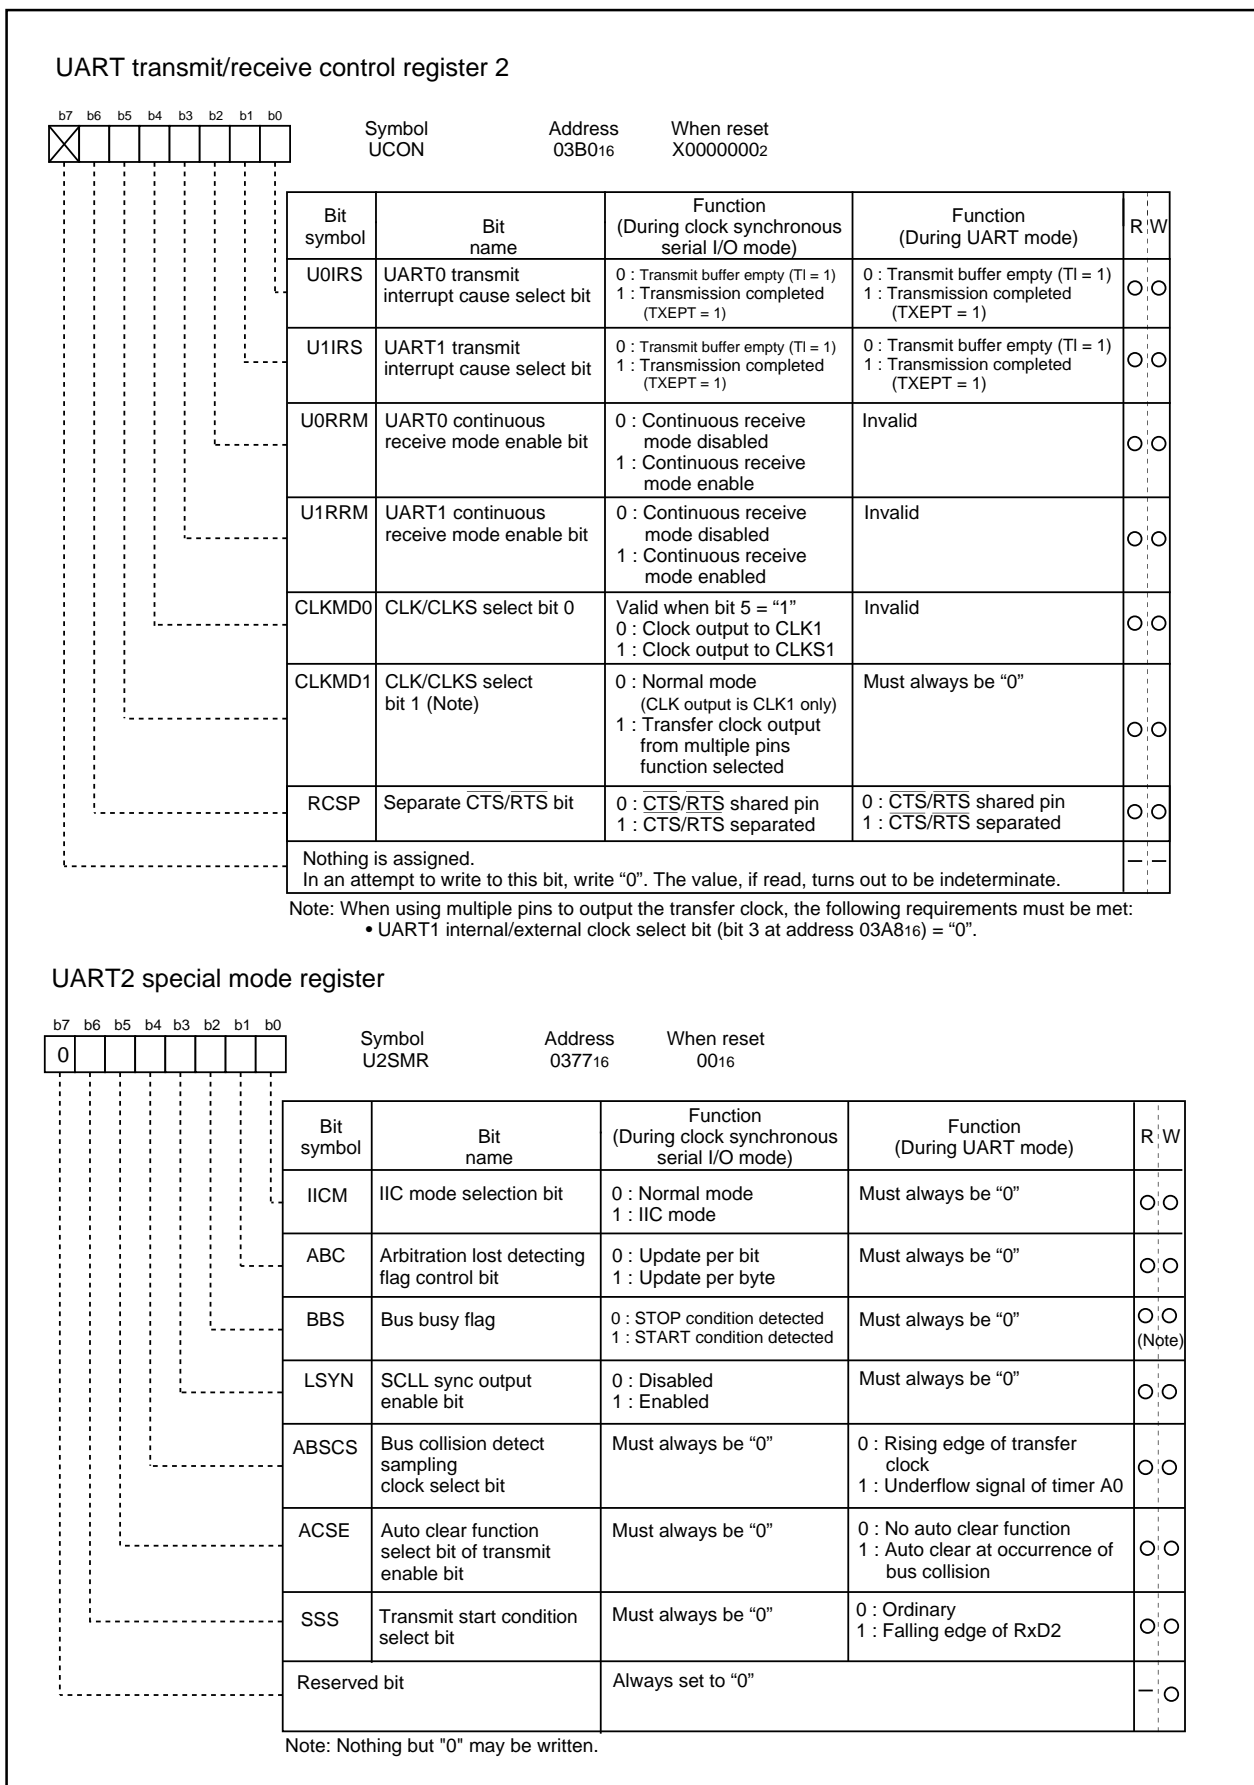 UART transmit/receive control register 2
b7 b6 b5 b4 b3 b2 b1 b0
Symbol Address When reset
UCON 03B016 X00000002
Bit symbol Bit name Function (During clock synchronous serial I/O mode) Function (During UART mode) R W
U0IRS UART0 transmit interrupt cause select bit
0 : Transmit buffer empty (TI = 1)
1 : Transmission completed (TXEPT = 1)
0 : Transmit buffer empty (TI = 1)
1 : Transmission completed (TXEPT = 1)
U1IRS UART1 transmit interrupt cause select bit
0 : Transmit buffer empty (TI = 1)
1 : Transmission completed (TXEPT = 1)
0 : Transmit buffer empty (TI = 1)
1 : Transmission completed (TXEPT = 1)
U0RRM UART0 continuous receive mode enable bit
0 : Continuous receive mode disabled
1 : Continuous receive mode enable
Invalid
U1RRM UART1 continuous receive mode enable bit
0 : Continuous receive mode disabled
1 : Continuous receive mode enabled
Invalid
CLKMD0 CLK/CLKS select bit 0
Valid when bit 5 = “1”
0 : Clock output to CLK1
1 : Clock output to CLKS1
Invalid
CLKMD1 CLK/CLKS select bit 1 (Note)
0 : Normal mode
(CLK output is CLK1 only)
1 : Transfer clock output from multiple pins function selected
Must always be “0”
RCSP Separate CTS/RTS bit
0 : CTS/RTS shared pin
1 : CTS/RTS separated
0 : CTS/RTS shared pin
1 : CTS/RTS separated
Nothing is assigned.
In an attempt to write to this bit, write “0”. The value, if read, turns out to be indeterminate.
Note: When using multiple pins to output the transfer clock, the following requirements must be met:
• UART1 internal/external clock select bit (bit 3 at address 03A816) = “0”.
UART2 special mode register
b7 b6 b5 b4 b3 b2 b1 b0
0
Symbol Address When reset
U2SMR 037716 0016
Bit symbol Bit name Function (During clock synchronous serial I/O mode) Function (During UART mode) R W
IICM IIC mode selection bit
0 : Normal mode
1 : IIC mode
Must always be “0”
ABC Arbitration lost detecting flag control bit
0 : Update per bit
1 : Update per byte
Must always be “0”
BBS Bus busy flag
0 : STOP condition detected
1 : START condition detected
Must always be “0”
(Note)
LSYN SCLL sync output enable bit
0 : Disabled
1 : Enabled
Must always be “0”
ABSCS Bus collision detect sampling clock select bit
Must always be “0”
0 : Rising edge of transfer clock
1 : Underflow signal of timer A0
ACSE Auto clear function select bit of transmit enable bit
Must always be “0”
0 : No auto clear function
1 : Auto clear at occurrence of bus collision
SSS Transmit start condition select bit
Must always be “0”
0 : Ordinary
1 : Falling edge of RxD2
Reserved bit Always set to “0”
Note: Nothing but "0" may be written.